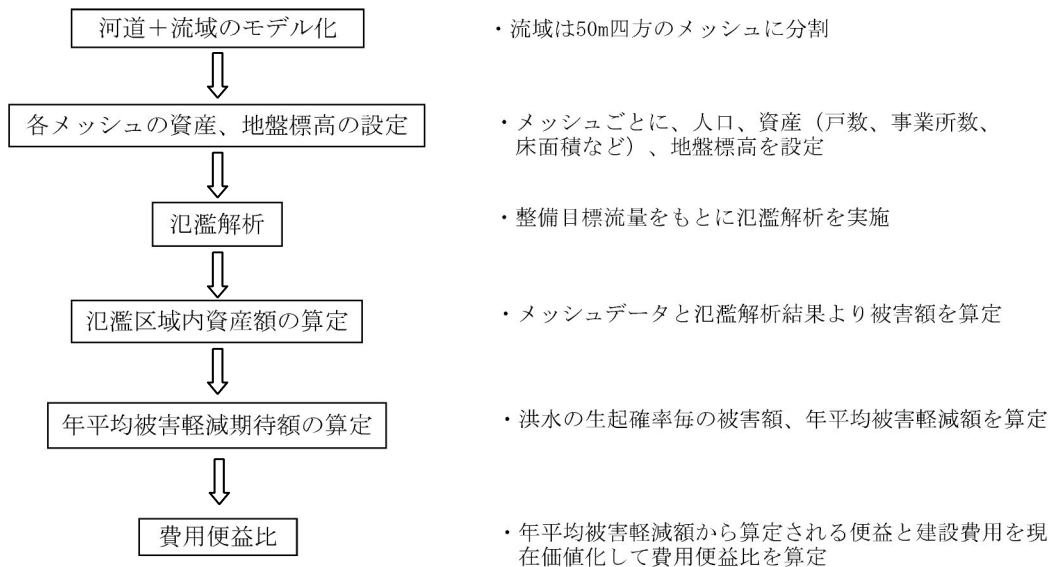 河道＋流域のモデル化
・流域は50m四方のメッシュに分割
各メッシュの資産、地盤標高の設定
・メッシュごとに、人口、資産（戸数、事業所数、
床面積など）、地盤標高を設定
氾濫解析
・整備目標流量をもとに氾濫解析を実施
氾濫区域内資産額の算定
・メッシュデータと氾濫解析結果より被害額を算定
年平均被害軽減期待額の算定
・洪水の生起確率毎の被害額、年平均被害軽減額を算定
費用便益比
・年平均被害軽減額から算定される便益と建設費用を現
在価値化して費用便益比を算定